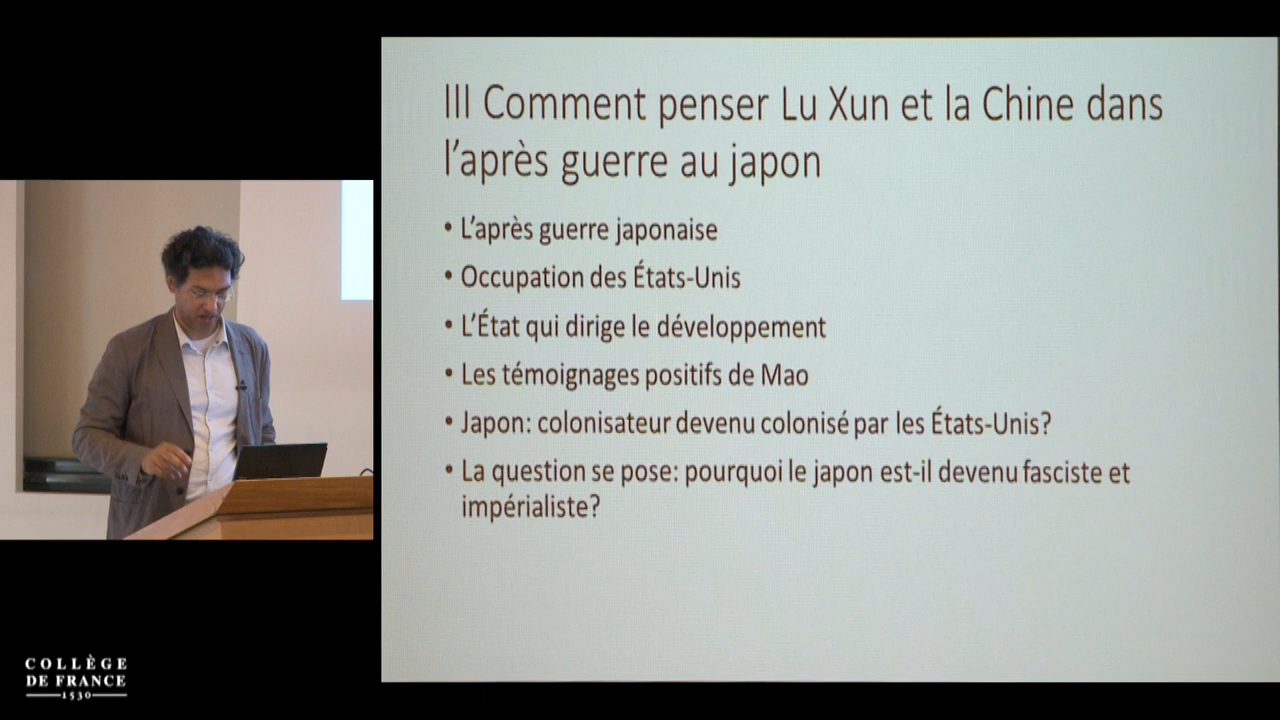 III Comment penser Lu Xun et la Chine dans
l'après guerre au japon
• L'après guerre japonaise
• Occupation des États-Unis
• L'État qui dirige le développement
• Les témoignages positifs de Mao
• Japon: colonisateur devenu colonisé par les États-Unis?
• La question se pose: pourquoi le japon est-il devenu fasciste et
impérialiste?
COLLÈGE
DE FRANCE
1530